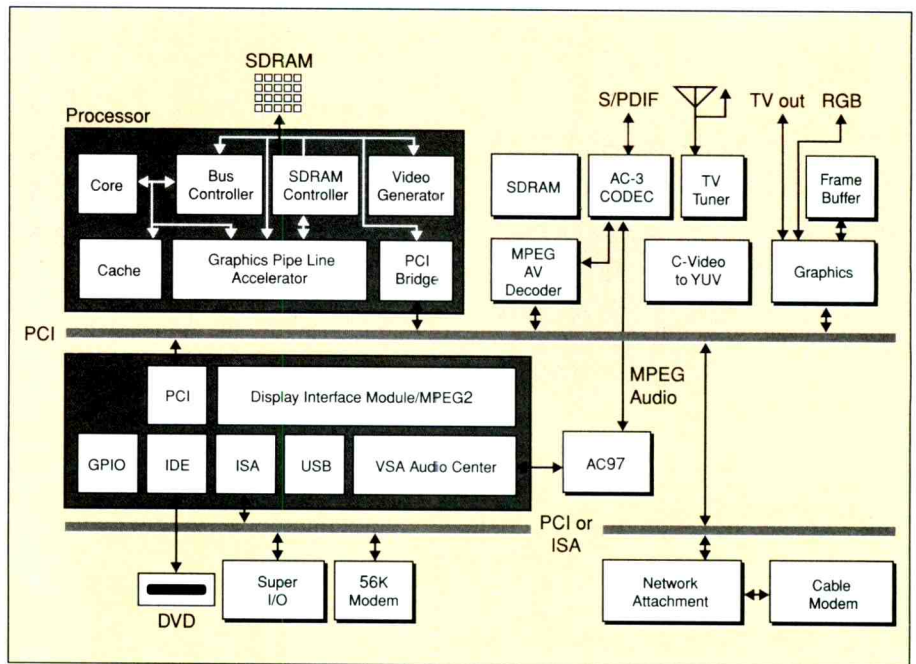 SDRAM
Processor
Core
Bus
Controller
SDRAM
Controller
Video
Generator
Cache
Graphics Pipe Line
Accelerator
PCI
Bridge
S/PDIF
TV out
RGB
SDRAM
AC-3
CODEC
TV
Tuner
Frame
Buffer
MPEG
AV
Decoder
C-Video
to YUV
Graphics
PCI
PCI
Display Interface Module/MPEG2
MPEG
Audio
GPIO
IDE
ISA
USB
VSA Audio Center
AC97
PCI or
ISA
DVD
Super
I/O
56K
Modem
Network
Attachment
Cable
Modem